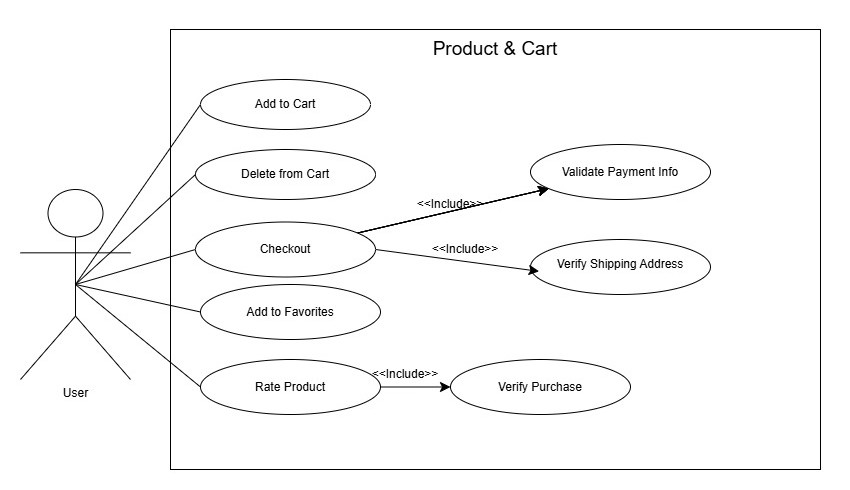 Product & Cart
Add to Cart
Delete from Cart
Validate Payment Info
<<Include>>
Checkout
<<Include>>
Verify Shipping Address
Add to Favorites
<<Include>>
Rate Product
Verify Purchase
User